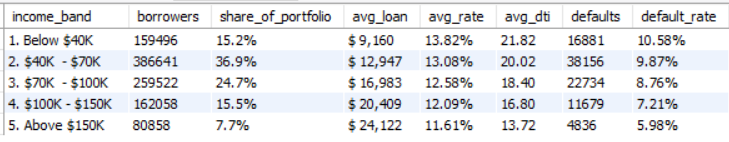 income_band borrowers share_of_portfolio avg_loan avg_rate avg_dti defaults default_rate
1. Below $40K 159496 15.2% $ 9,160 13.82% 21.82 16881 10.58%
2. $40K - $70K 386641 36.9% $ 12,947 13.08% 20.02 38156 9.87%
3. $70K - $100K 259522 24.7% $ 16,983 12.58% 18.40 22734 8.76%
4. $100K - $150K 162058 15.5% $ 20,409 12.09% 16.80 11679 7.21%
5. Above $150K 80858 7.7% $ 24,122 11.61% 13.72 4836 5.98%